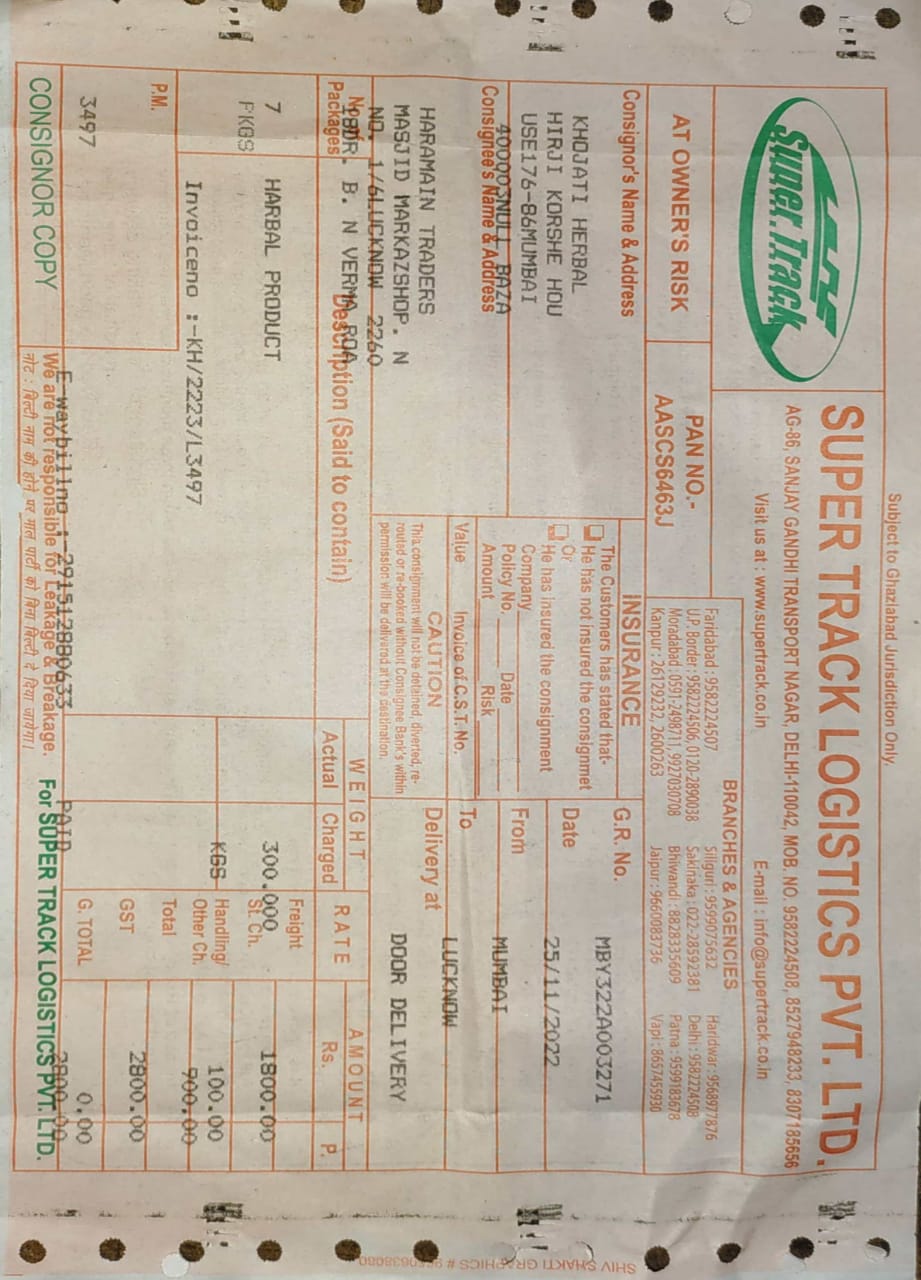 Subject to Ghaziabad Jurisdiction Only.
Super Track
SUPER TRACK LOGISTICS PVT. LTD.
AG-86, SANJAY GANDHI TRANSPORT NAGAR, DELHI-110042, MOB. NO. 9582224508, 8527948233, 8307185656
Visit us at : www.supertrack.co.in E-mail : info@supertrack.co.in
AT OWNER'S RISK
PAN NO.-
AASCS6463J
BRANCHES & AGENCIES
Faridabad : 9582224507 Siliguri : 9599075632 Haridwar : 9568977876
U.P. Border : 9582224506, 0120-2890038 Sakinaka : 022-28592381 Delhi : 9582224508
Moradabad : 0591-2498711, 9927030708 Bhiwandi : 8828335609 Patna : 9599183678
Kanpur : 26129232, 2600263 Jaipur : 9660083736 Vapi : 8657455930
Consignor's Name & Address
KHOJATI HERBAL
HIRJI KORSHE HOU
USE176-86MUMBAI
400003NULL BAZA
Consignee's Name & Address
HARAMAIN TRADERS
MASJID MARKAZSHOP. N
NO. 1/6LUCKNOW 2260
18DR. B. N VERMA ROA
INSURANCE
The Customers has stated that-
He has not insured the consignmet
Or
He has insured the consignment
Company
Policy No. Date
Amount Risk
Value Invoice of C.S.T. No.
CAUTION
This consignment will not be detained, diverted, re-
routed or re-booked without Consignee Bank's within
permission will be delivered at the destination.
G.R. No. MBY322A003271
Date 25/11/2022
From MUMBAI
To LUCKNOW
Delivery at DOOR DELIVERY
No. of
Packages
Description (Said to contain)
WEIGHT
Actual Charged
RATE
AMOUNT
Rs. P.
7
PKGS
HARBAL PRODUCT
Invoiceno :-KH/2223/L3497
300.000
KGS
Freight 1800.00
St. Ch. 100.00
Handling/
Other Ch. 900.00
Total 2800.00
GST 0.00
G. TOTAL 2800.00
P.M.
3497
E-waybillno :-291512880633
PAID
CONSIGNOR COPY
We are not responsible for Leakage & Breakage.
नोट : बिल्टी नाम की होने पर माल पार्टी को बिना बिल्टी दे दिया जायेगा।
For SUPER TRACK LOGISTICS PVT. LTD.